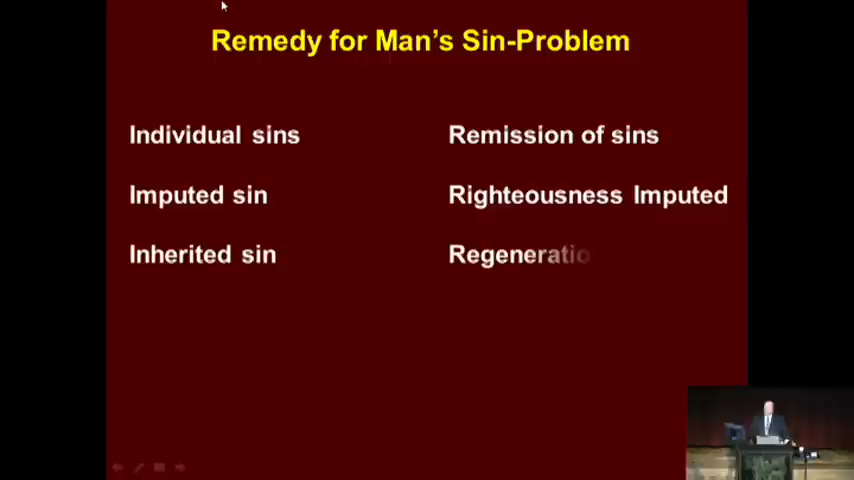 Remedy for Man's Sin-Problem
Individual sins Remission of sins
Imputed sin Righteousness Imputed
Inherited sin Regeneratio